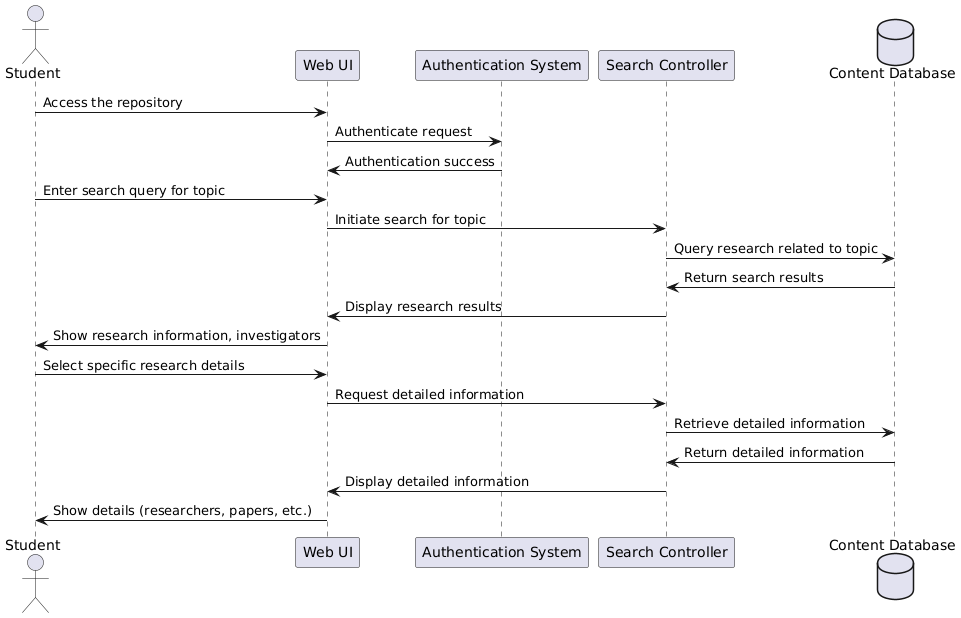 Student
Web UI
Authentication System
Search Controller
Content Database
Access the repository
Authenticate request
Authentication success
Enter search query for topic
Initiate search for topic
Query research related to topic
Return search results
Display research results
Show research information, investigators
Select specific research details
Request detailed information
Retrieve detailed information
Return detailed information
Display detailed information
Show details (researchers, papers, etc.)
Student
Web UI
Authentication System
Search Controller
Content Database